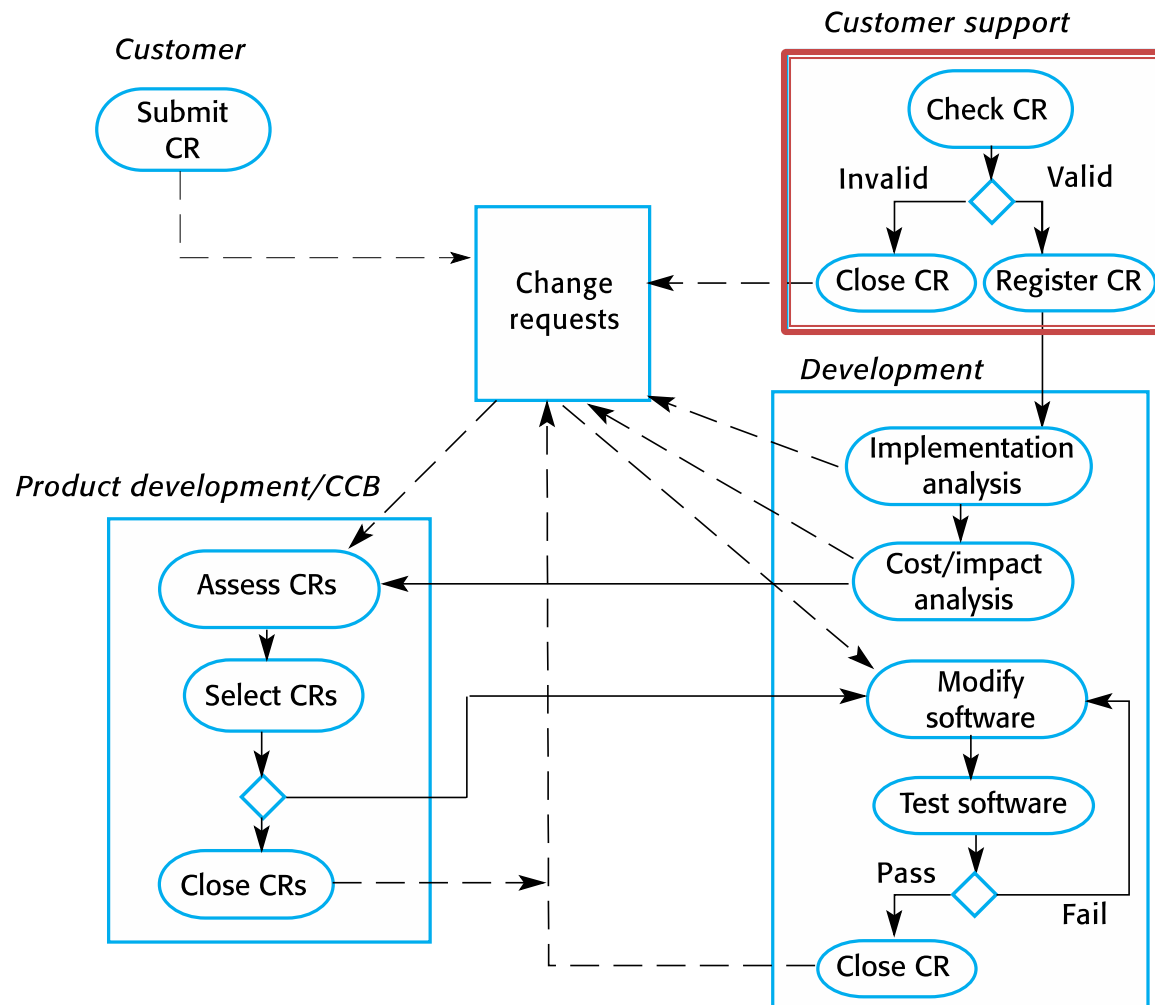 Customer
Submit
CR
Customer support
Check CR
Invalid
Valid
Close CR
Register CR
Change
requests
Development
Implementation
analysis
Cost/impact
analysis
Product development/CCB
Assess CRs
Select CRs
Close CRs
Modify
software
Test software
Pass
Fail
Close CR